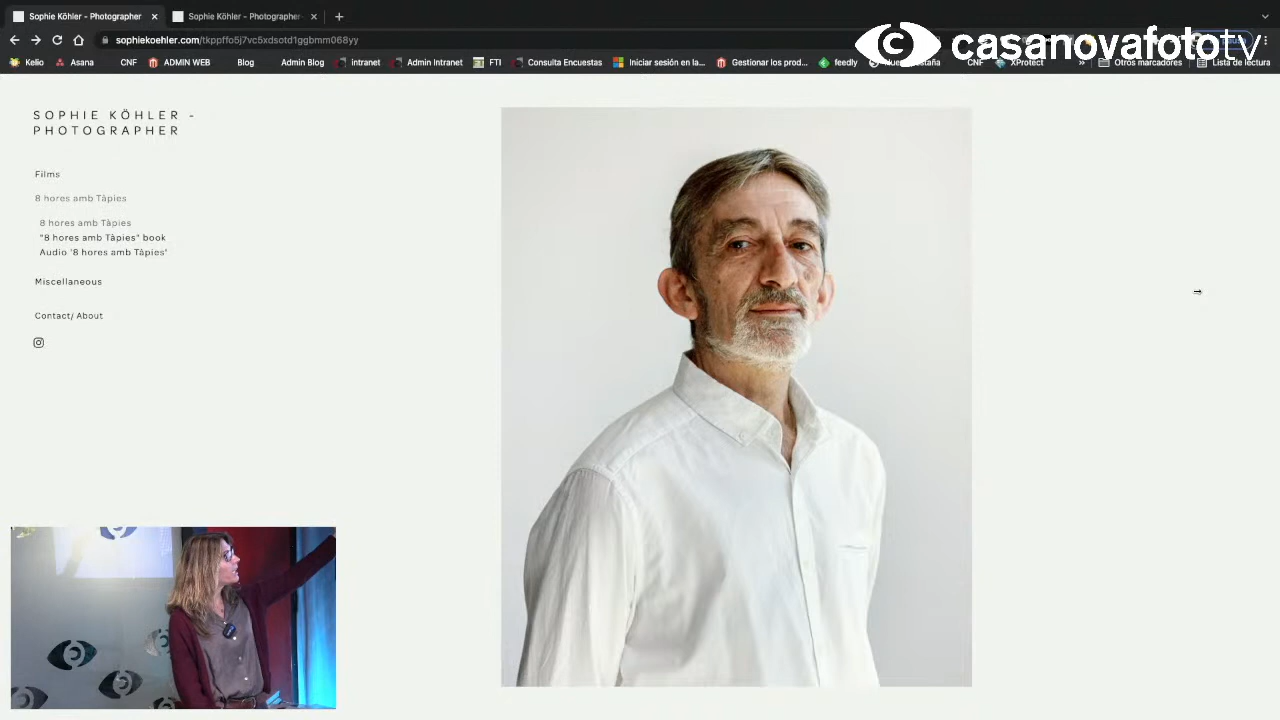 Sophie Köhler - Photographer
Sophie Köhler - Photographer
sophiekoehler.com/tkppffo5j7vc5xdsotd1ggbmm068yy
casanovafototv
Kelio
Asana
CNF
ADMIN WEB
Blog
Admin Blog
intranet
Admin Intranet
FTI
Consulta Encuestas
Iniciar sesión en la...
Gestionar los prod...
feedly
CNF
XProtect
»
Otros marcadores
Lista de lectura
SOPHIE KÖHLER -
PHOTOGRAPHER
Films
8 hores amb Tàpies
8 hores amb Tàpies
"8 hores amb Tàpies" book
Audio '8 hores amb Tàpies'
Miscellaneous
Contact/ About